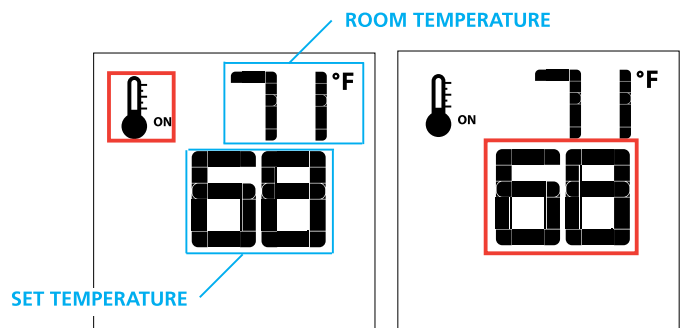 ROOM TEMPERATURE
71°F
ON
68
SET TEMPERATURE
71°F
ON
68